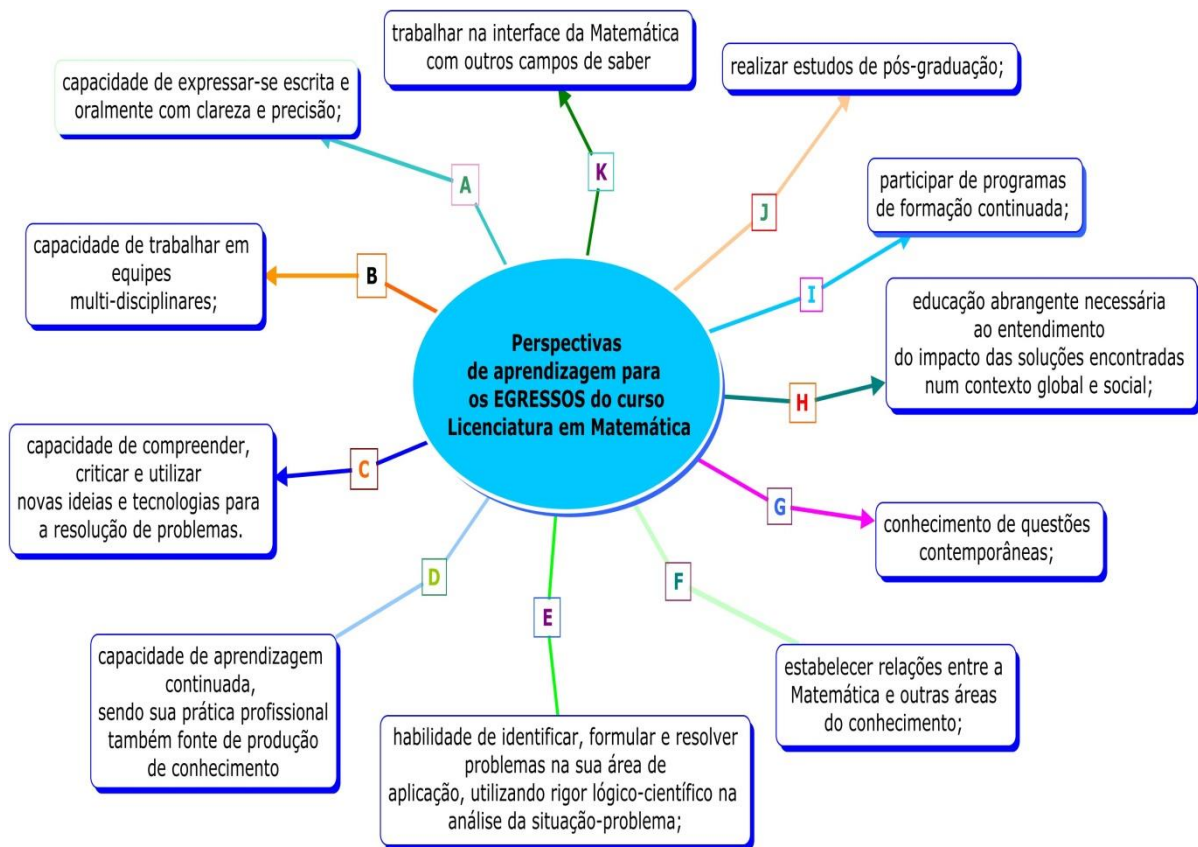 Perspectivas
de aprendizagem para
os EGRESSOS do curso
Licenciatura em Matemática
A
capacidade de expressar-se escrita e
oralmente com clareza e precisão;
B
capacidade de trabalhar em
equipes
multi-disciplinares;
C
capacidade de compreender,
criticar e utilizar
novas ideias e tecnologias para
a resolução de problemas.
D
capacidade de aprendizagem
continuada,
sendo sua prática profissional
também fonte de produção
de conhecimento
E
habilidade de identificar, formular e resolver
problemas na sua área de
aplicação, utilizando rigor lógico-científico na
análise da situação-problema;
F
estabelecer relações entre a
Matemática e outras áreas
do conhecimento;
G
conhecimento de questões
contemporâneas;
H
educação abrangente necessária
ao entendimento
do impacto das soluções encontradas
num contexto global e social;
I
participar de programas
de formação continuada;
J
realizar estudos de pós-graduação;
K
trabalhar na interface da Matemática
com outros campos de saber